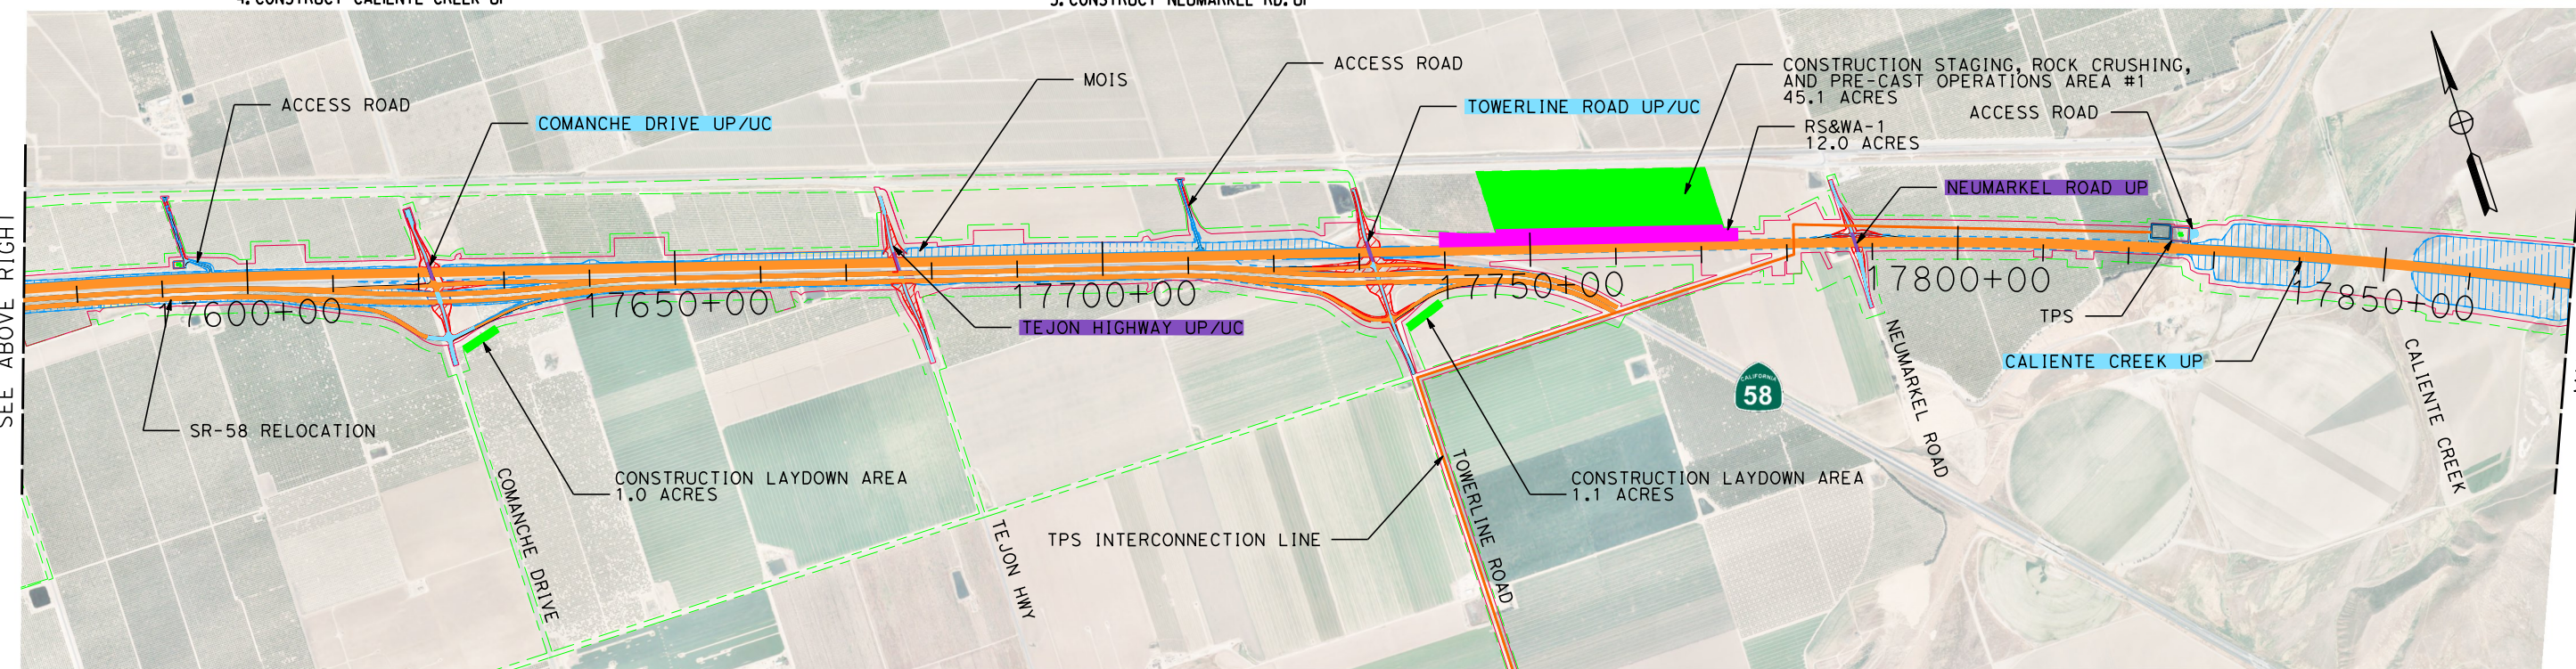 4. CONSTRUCT CALIENTE CREEK UP
5. CONSTRUCT NEUMARKEL RD. UP
ACCESS ROAD
COMANCHE DRIVE UP/UC
MOIS
ACCESS ROAD
TOWERLINE ROAD UP/UC
CONSTRUCTION STAGING, ROCK CRUSHING,
AND PRE-CAST OPERATIONS AREA #1
45.1 ACRES
RS&WA-1
12.0 ACRES
ACCESS ROAD
NEUMARKEL ROAD UP
SEE ABOVE RIGHT
17600+00
17650+00
17700+00
17750+00
17800+00
17850+00
TEJON HIGHWAY UP/UC
TPS
CALIENTE CREEK UP
CALIFORNIA
58
SR-58 RELOCATION
CONSTRUCTION LAYDOWN AREA
1.0 ACRES
CONSTRUCTION LAYDOWN AREA
1.1 ACRES
TPS INTERCONNECTION LINE
COMANCHE DRIVE
TEJON HWY
TOWERLINE ROAD
NEUMARKEL ROAD
CALIENTE CREEK